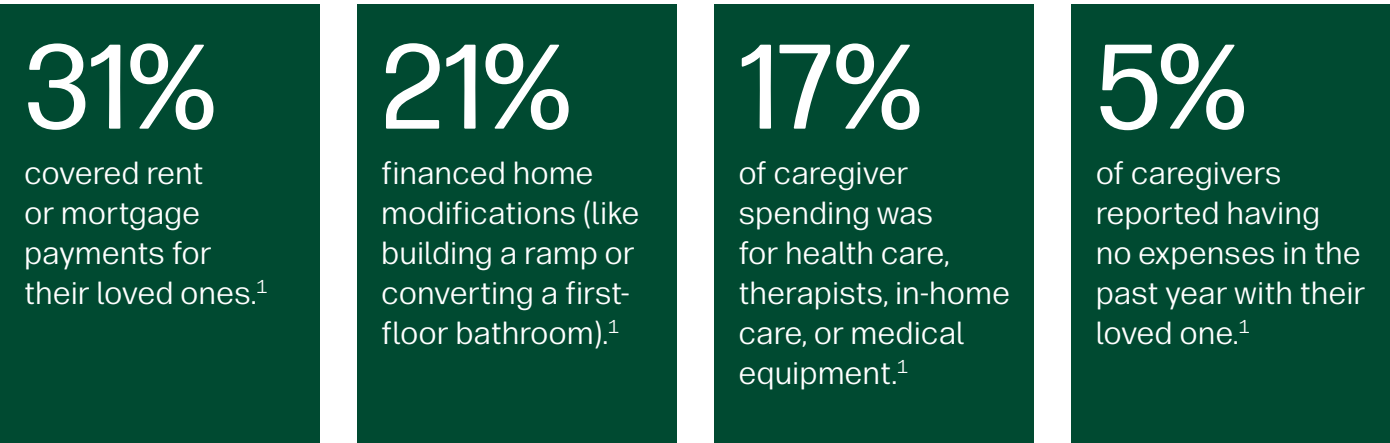 31%
covered rent
or mortgage
payments for
their loved ones.¹
21%
financed home
modifications (like
building a ramp or
converting a first-
floor bathroom).¹
17%
of caregiver
spending was
for health care,
therapists, in-home
care, or medical
equipment.¹
5%
of caregivers
reported having
no expenses in the
past year with their
loved one.¹